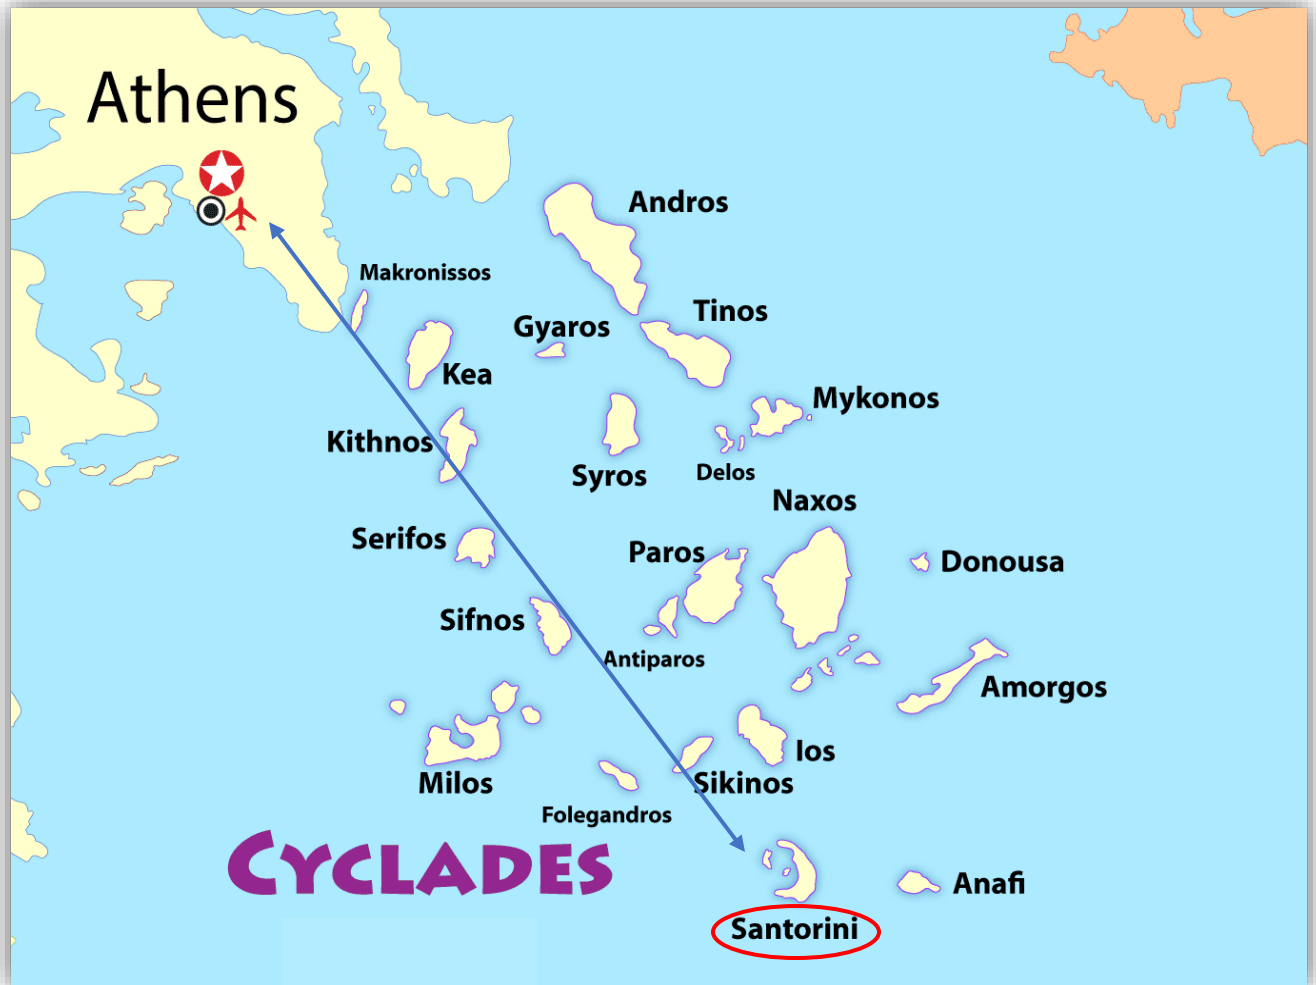 Athens
Andros
Makronissos
Tinos
Gyaros
Kea
Mykonos
Kithnos
Syros
Delos
Naxos
Serifos
Paros
Donousa
Sifnos
Antiparos
Amorgos
Ios
Milos
Sikinos
Folegandros
CYCLADES
Anafi
Santorini